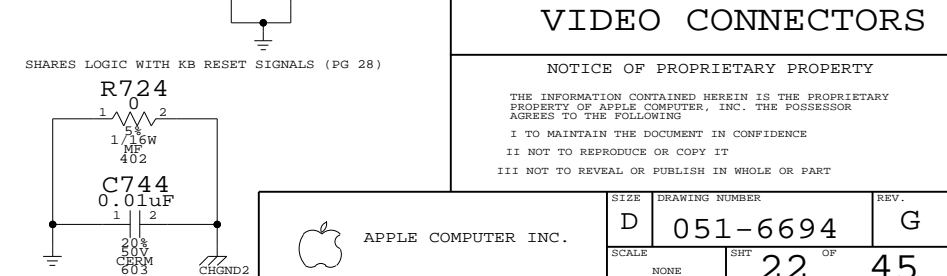 SHARES LOGIC WITH KB RESET SIGNALS (PG 28)
R724
0
1 2
5%
1/16W
MF
402
C744
0.01uF
1 2
20%
50V
CERM
603
CHGND2
VIDEO CONNECTORS
NOTICE OF PROPRIETARY PROPERTY
THE INFORMATION CONTAINED HEREIN IS THE PROPRIETARY
PROPERTY OF APPLE COMPUTER, INC. THE POSSESSOR
AGREES TO THE FOLLOWING
I TO MAINTAIN THE DOCUMENT IN CONFIDENCE
II NOT TO REPRODUCE OR COPY IT
III NOT TO REVEAL OR PUBLISH IN WHOLE OR PART
APPLE COMPUTER INC.
SIZE
D
DRAWING NUMBER
051-6694
REV.
G
SCALE
NONE
SHT OF
22 45